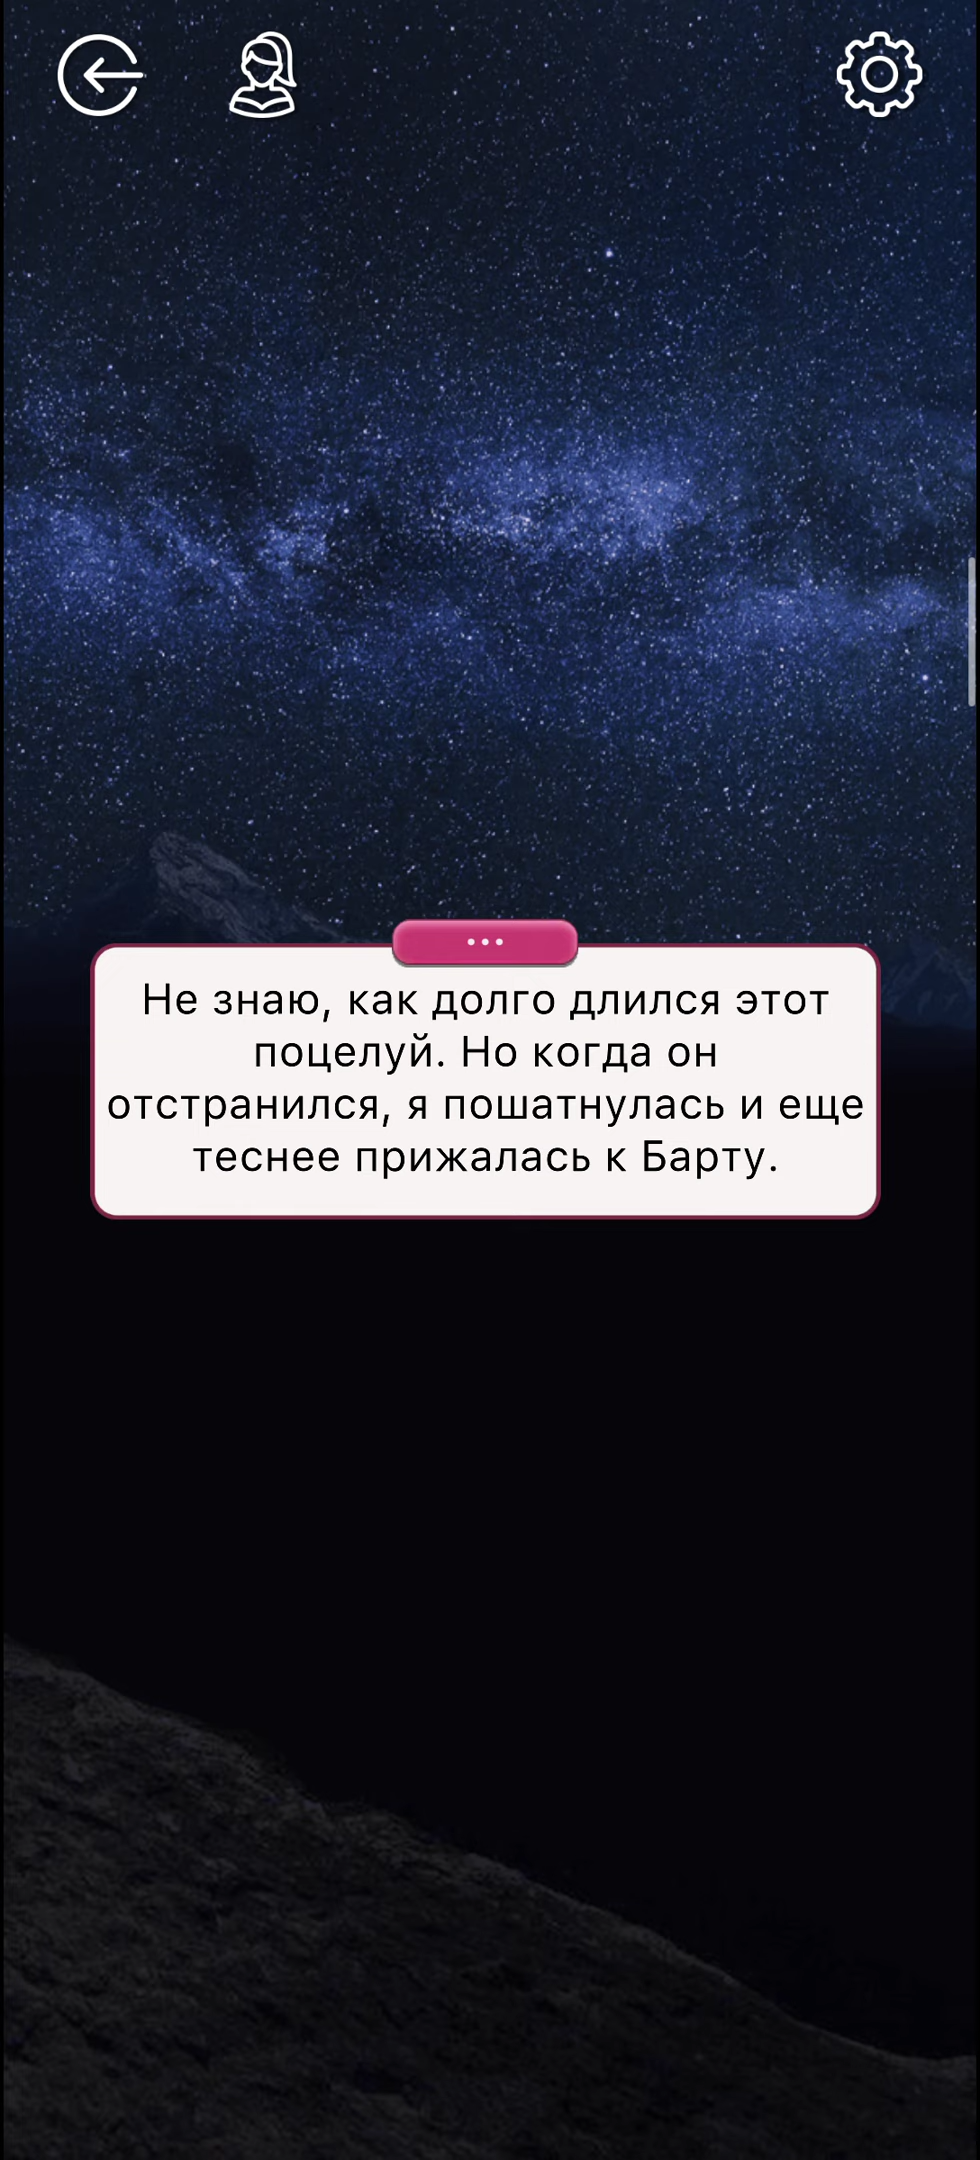 ...
Не знаю, как долго длился этот
поцелуй. Но когда он
отстранился, я пошатнулась и еще
теснее прижалась к Барту.